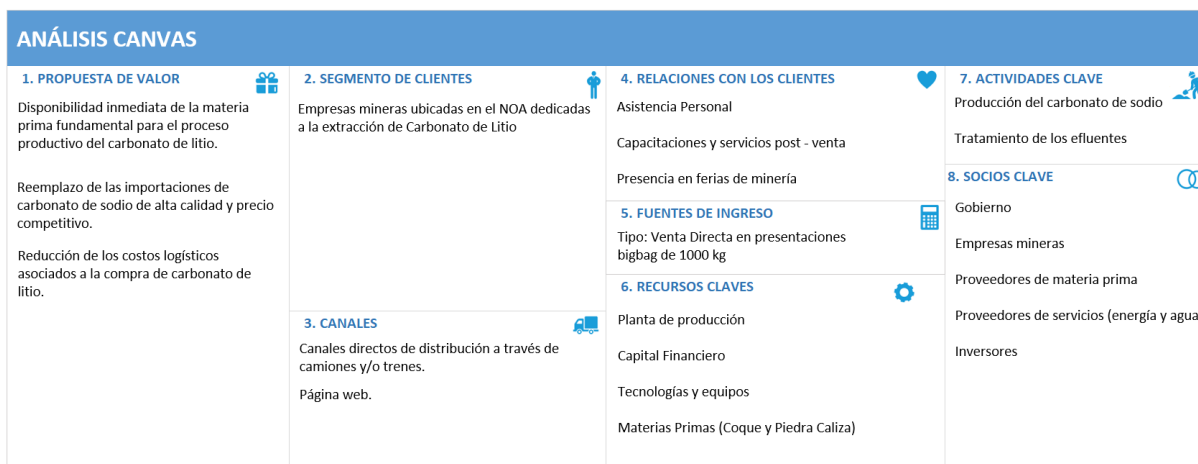 ANÁLISIS CANVAS
1. PROPUESTA DE VALOR
Disponibilidad inmediata de la materia
prima fundamental para el proceso
productivo del carbonato de litio.
Reemplazo de las importaciones de
carbonato de sodio de alta calidad y precio
competitivo.
Reducción de los costos logísticos
asociados a la compra de carbonato de
litio.
2. SEGMENTO DE CLIENTES
Empresas mineras ubicadas en el NOA dedicadas
a la extracción de Carbonato de Litio
3. CANALES
Canales directos de distribución a través de
camiones y/o trenes.
Página web.
4. RELACIONES CON LOS CLIENTES
Asistencia Personal
Capacitaciones y servicios post - venta
Presencia en ferias de minería
5. FUENTES DE INGRESO
Tipo: Venta Directa en presentaciones
bigbag de 1000 kg
6. RECURSOS CLAVES
Planta de producción
Capital Financiero
Tecnologías y equipos
Materias Primas (Coque y Piedra Caliza)
7. ACTIVIDADES CLAVE
Producción del carbonato de sodio
Tratamiento de los efluentes
8. SOCIOS CLAVE
Gobierno
Empresas mineras
Proveedores de materia prima
Proveedores de servicios (energía y agua
Inversores